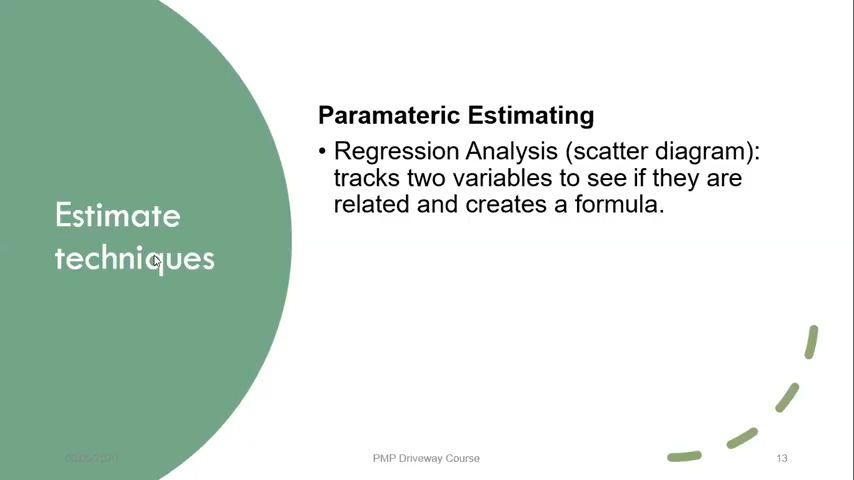 Estimate
techniques
Paramateric Estimating
• Regression Analysis (scatter diagram):
tracks two variables to see if they are
related and creates a formula.
PMP Driveway Course
13